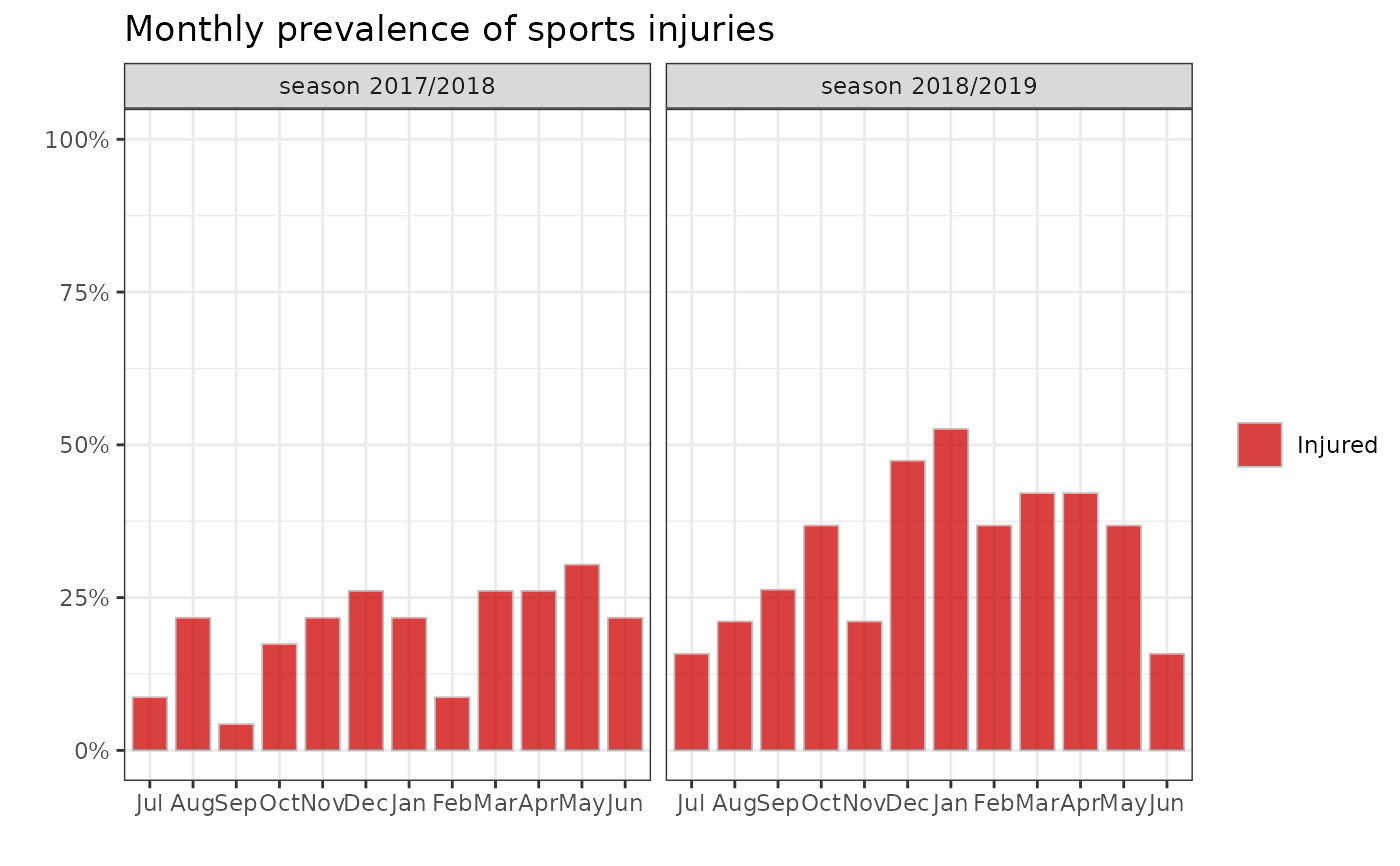 Monthly prevalence of sports injuries
season 2017/2018 season 2018/2019
100%
75%
50%
Injured
25%
0%
Jul Aug Sep Oct Nov Dec Jan Feb Mar Apr May Jun Jul Aug Sep Oct Nov Dec Jan Feb Mar Apr May Jun